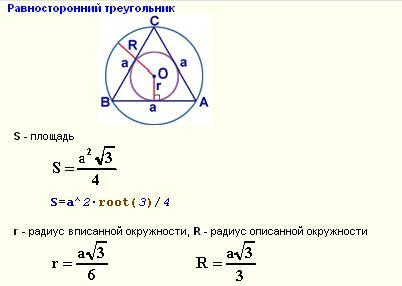 Равносторонний треугольник
C
R
a a
O
r
B a A
S - площадь
S = a²√3/4
S=a^2·root(3)/4
r - радиус вписанной окружности, R - радиус описанной окружности
r = a√3/6 R = a√3/3